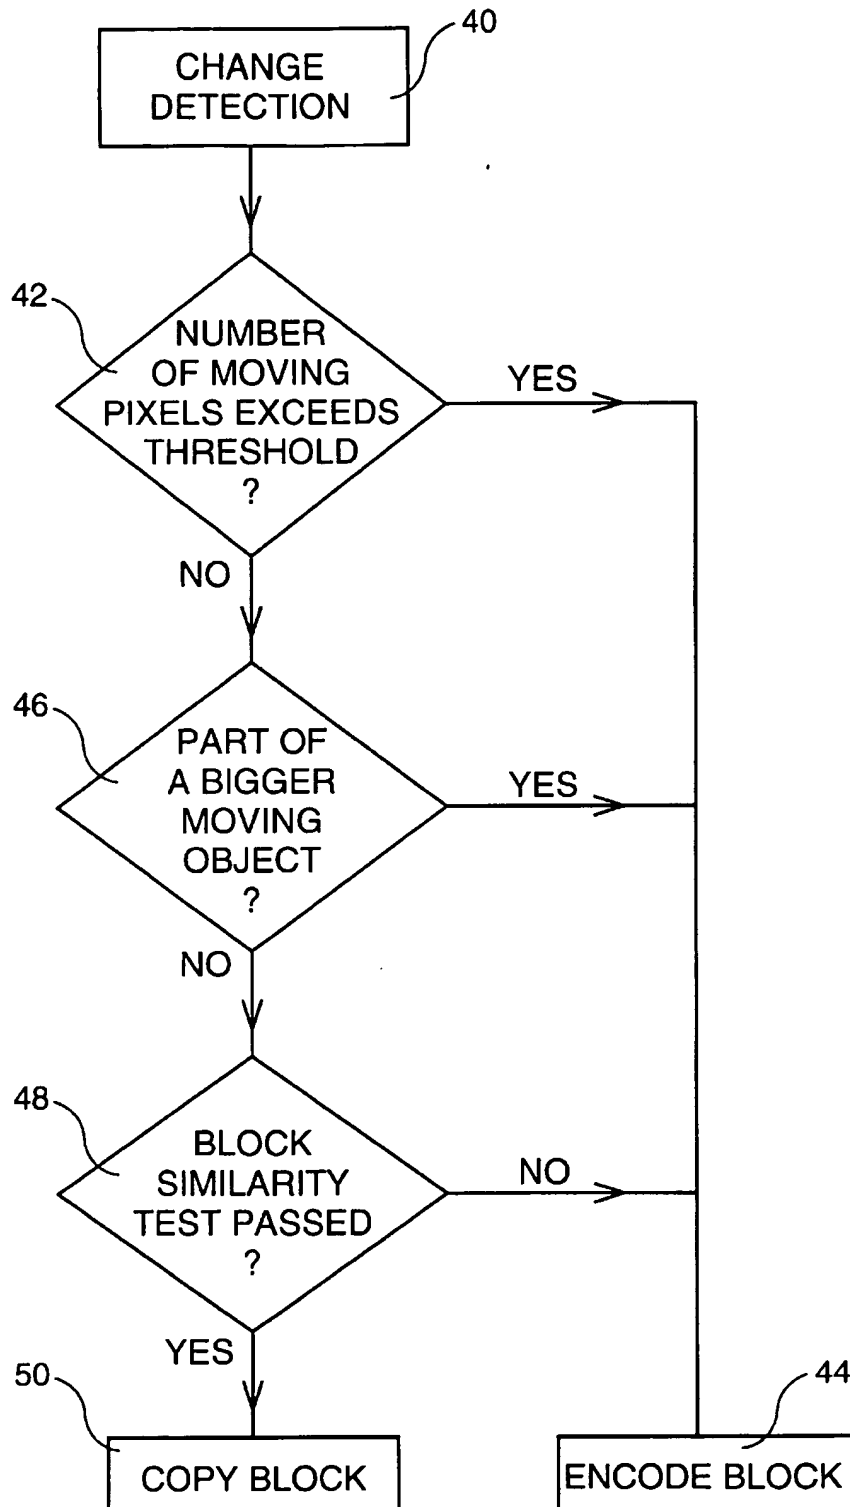 40
CHANGE
DETECTION
42
NUMBER
OF MOVING
PIXELS EXCEEDS
THRESHOLD
?
YES
NO
46
PART OF
A BIGGER
MOVING
OBJECT
?
YES
NO
48
BLOCK
SIMILARITY
TEST PASSED
?
NO
YES
50
COPY BLOCK
44
ENCODE BLOCK